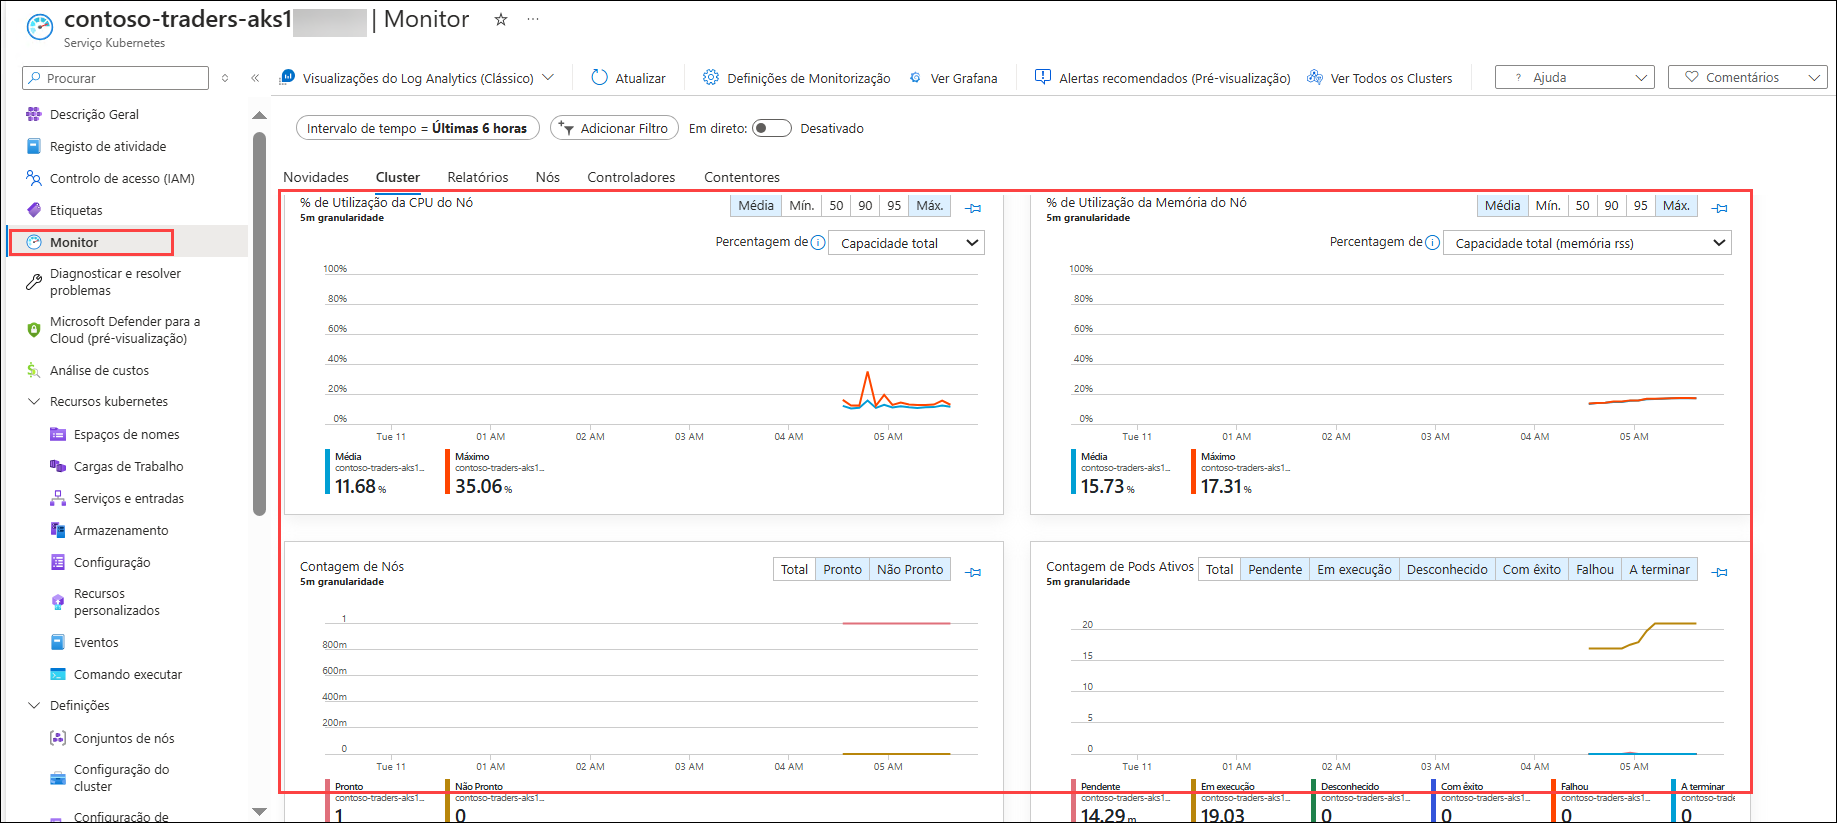 contoso-traders-aks1 | Monitor
Serviço Kubernetes
Procurar
Visualizações do Log Analytics (Clássico)
Atualizar
Definições de Monitorização
Ver Grafana
Alertas recomendados (Pré-visualização)
Ver Todos os Clusters
Ajuda
Comentários
Descrição Geral
Registo de atividade
Controlo de acesso (IAM)
Etiquetas
Monitor
Diagnosticar e resolver
problemas
Microsoft Defender para a
Cloud (pré-visualização)
Análise de custos
Recursos kubernetes
Espaços de nomes
Cargas de Trabalho
Serviços e entradas
Armazenamento
Configuração
Recursos
personalizados
Eventos
Comando executar
Definições
Conjuntos de nós
Configuração do
cluster
Configuração de
Intervalo de tempo = Últimas 6 horas
Adicionar Filtro
Em direto: Desativado
Novidades Cluster Relatórios Nós Controladores Contentores
% de Utilização da CPU do Nó
5m granularidade
Média Mín. 50 90 95 Máx.
Percentagem de Capacidade total
100%
80%
60%
40%
20%
0%
Tue 11 01 AM 02 AM 03 AM 04 AM 05 AM
Média Máximo
contoso-traders-aks1... contoso-traders-aks1...
11.68 % 35.06 %
% de Utilização da Memória do Nó
5m granularidade
Média Mín. 50 90 95 Máx.
Percentagem de Capacidade total (memória rss)
100%
80%
60%
40%
20%
0%
Tue 11 01 AM 02 AM 03 AM 04 AM 05 AM
Média Máximo
contoso-traders-aks1... contoso-traders-aks1...
15.73 % 17.31 %
Contagem de Nós
5m granularidade
Total Pronto Não Pronto
1
800m
600m
400m
200m
0
Tue 11 01 AM 02 AM 03 AM 04 AM 05 AM
Pronto Não Pronto
contoso-traders-aks1... contoso-traders-aks1...
1 0
Contagem de Pods Ativos
5m granularidade
Total Pendente Em execução Desconhecido Com êxito Falhou A terminar
20
15
10
5
0
Tue 11 01 AM 02 AM 03 AM 04 AM 05 AM
Pendente Em execução Desconhecido Com êxito Falhou A terminar
contoso-traders-aks1... contoso-traders-aks1... contoso-traders-aks1... contoso-traders-aks1... contoso-traders-aks1... contoso-trade
14.29 m 19.03 0 0 0 0